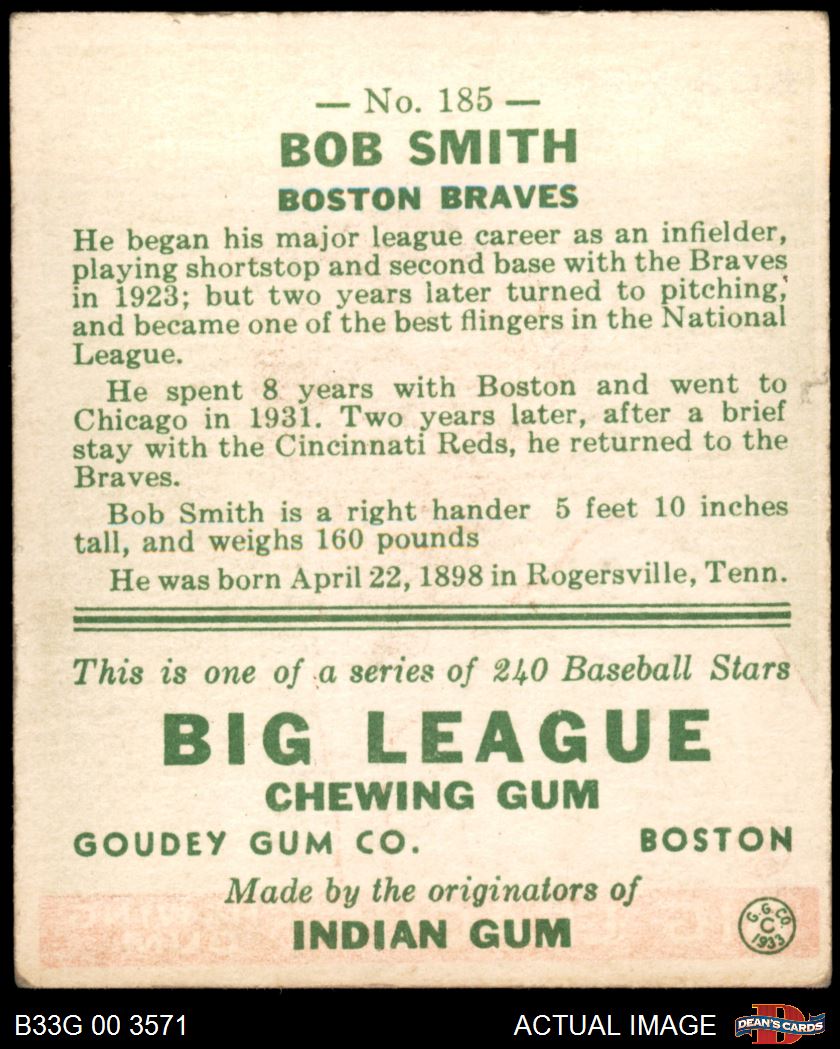 — No. 185 —
BOB SMITH
BOSTON BRAVES
He began his major league career as an infielder,
playing shortstop and second base with the Braves
in 1923; but two years later turned to pitching,
and became one of the best flingers in the National
League.
He spent 8 years with Boston and went to
Chicago in 1931. Two years later, after a brief
stay with the Cincinnati Reds, he returned to the
Braves.
Bob Smith is a right hander 5 feet 10 inches
tall, and weighs 160 pounds
He was born April 22, 1898 in Rogersville, Tenn.
This is one of a series of 240 Baseball Stars
BIG LEAGUE
CHEWING GUM
GOUDEY GUM CO. BOSTON
Made by the originators of
INDIAN GUM
G.G.CO.
C
1933
B33G 00 3571 ACTUAL IMAGE
D
DEAN'S CARDS